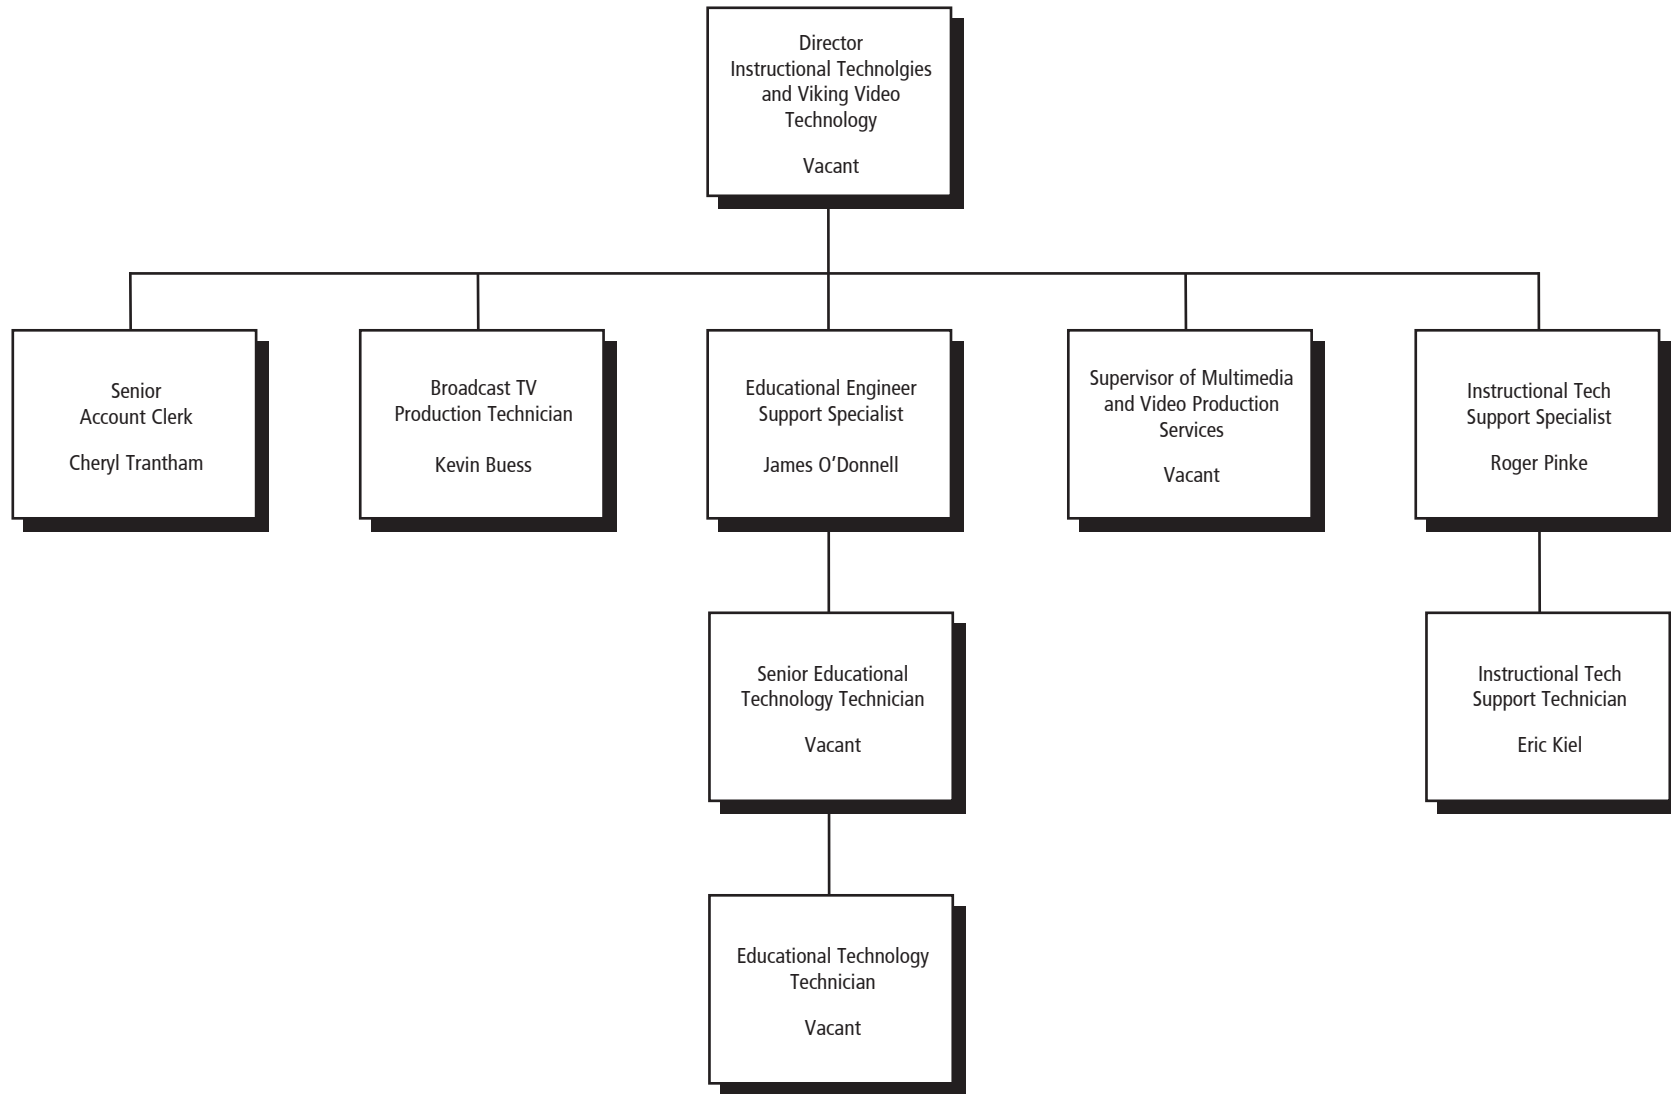 Director
Instructional Technolgies
and Viking Video
Technology
Vacant
Senior
Account Clerk
Cheryl Trantham
Broadcast TV
Production Technician
Kevin Buess
Educational Engineer
Support Specialist
James O’Donnell
Supervisor of Multimedia
and Video Production
Services
Vacant
Instructional Tech
Support Specialist
Roger Pinke
Senior Educational
Technology Technician
Vacant
Instructional Tech
Support Technician
Eric Kiel
Educational Technology
Technician
Vacant